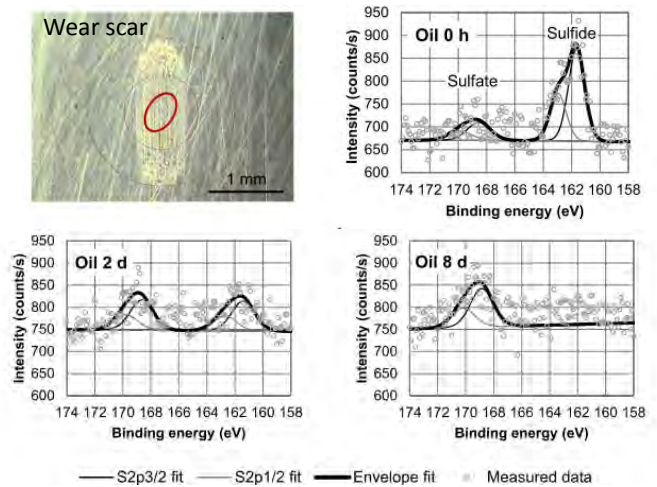 Wear scar
1 mm
Oil 0 h
Sulfide
Sulfate
Intensity (counts/s)
950
900
850
800
750
700
650
600
174 172 170 168 166 164 162 160 158
Binding energy (eV)
Oil 2 d
Intensity (counts/s)
950
900
850
800
750
700
650
600
174 172 170 168 166 164 162 160 158
Binding energy (eV)
Oil 8 d
Intensity (counts/s)
950
900
850
800
750
700
650
600
174 172 170 168 166 164 162 160 158
Binding energy (eV)
S2p3/2 fit S2p1/2 fit Envelope fit Measured data